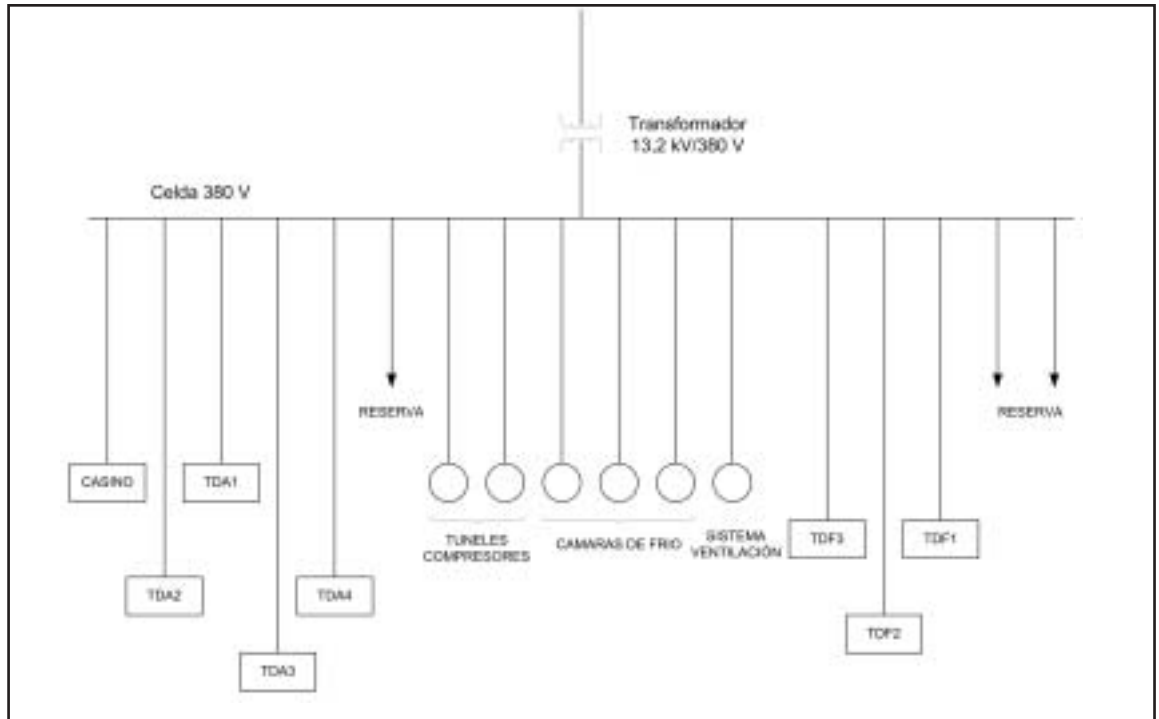 Transformador
13,2 kV/380 V
Celda 380 V
RESERVA
RESERVA
CASINO
TDA1
TUNELES
COMPRESORES
CAMARAS DE FRIO
SISTEMA
VENTILACIÓN
TDF3
TDF1
TDA2
TDA4
TDF2
TDA3